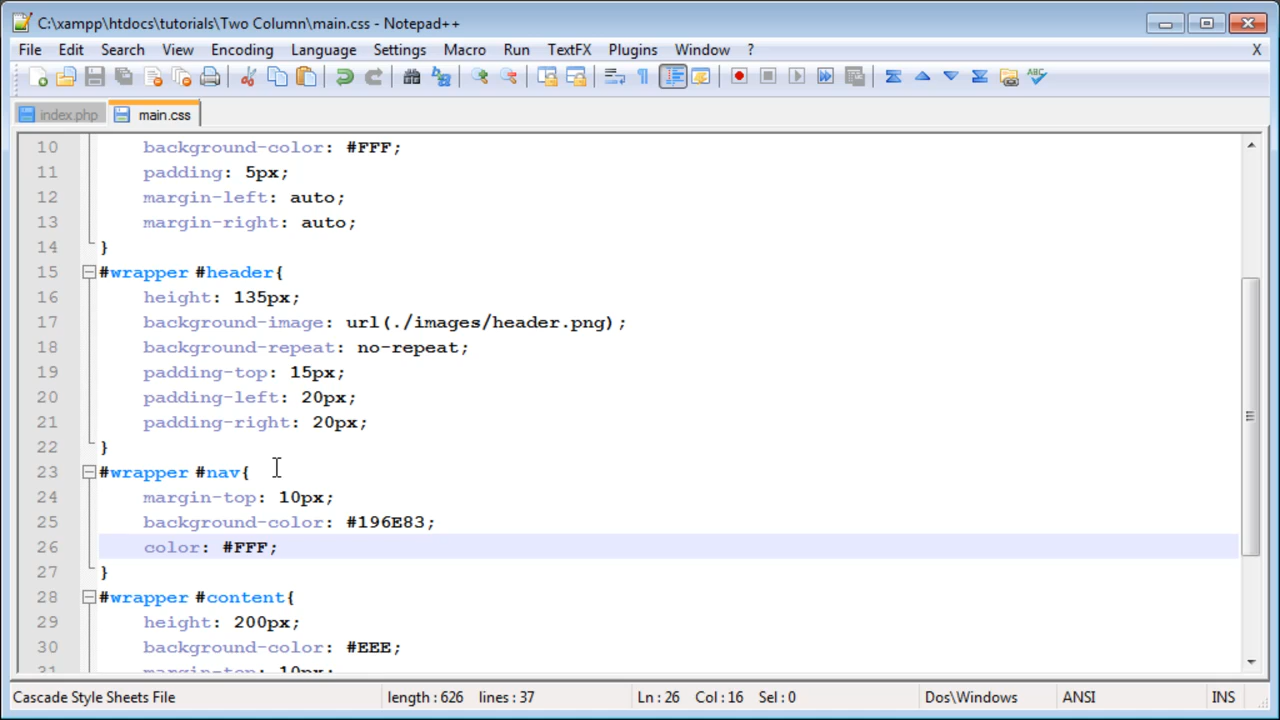 C:\xampp\htdocs\tutorials\Two Column\main.css - Notepad++
File Edit Search View Encoding Language Settings Macro Run TextFX Plugins Window ? X
index.php main.css
10 background-color: #FFF;
11 padding: 5px;
12 margin-left: auto;
13 margin-right: auto;
14 }
15 #wrapper #header{
16 height: 135px;
17 background-image: url(./images/header.png);
18 background-repeat: no-repeat;
19 padding-top: 15px;
20 padding-left: 20px;
21 padding-right: 20px;
22 }
23 #wrapper #nav{
24 margin-top: 10px;
25 background-color: #196E83;
26 color: #FFF;
27 }
28 #wrapper #content{
29 height: 200px;
30 background-color: #EEE;
31 margin-top: 10px;
Cascade Style Sheets File length : 626 lines : 37 Ln : 26 Col : 16 Sel : 0 Dos\Windows ANSI INS